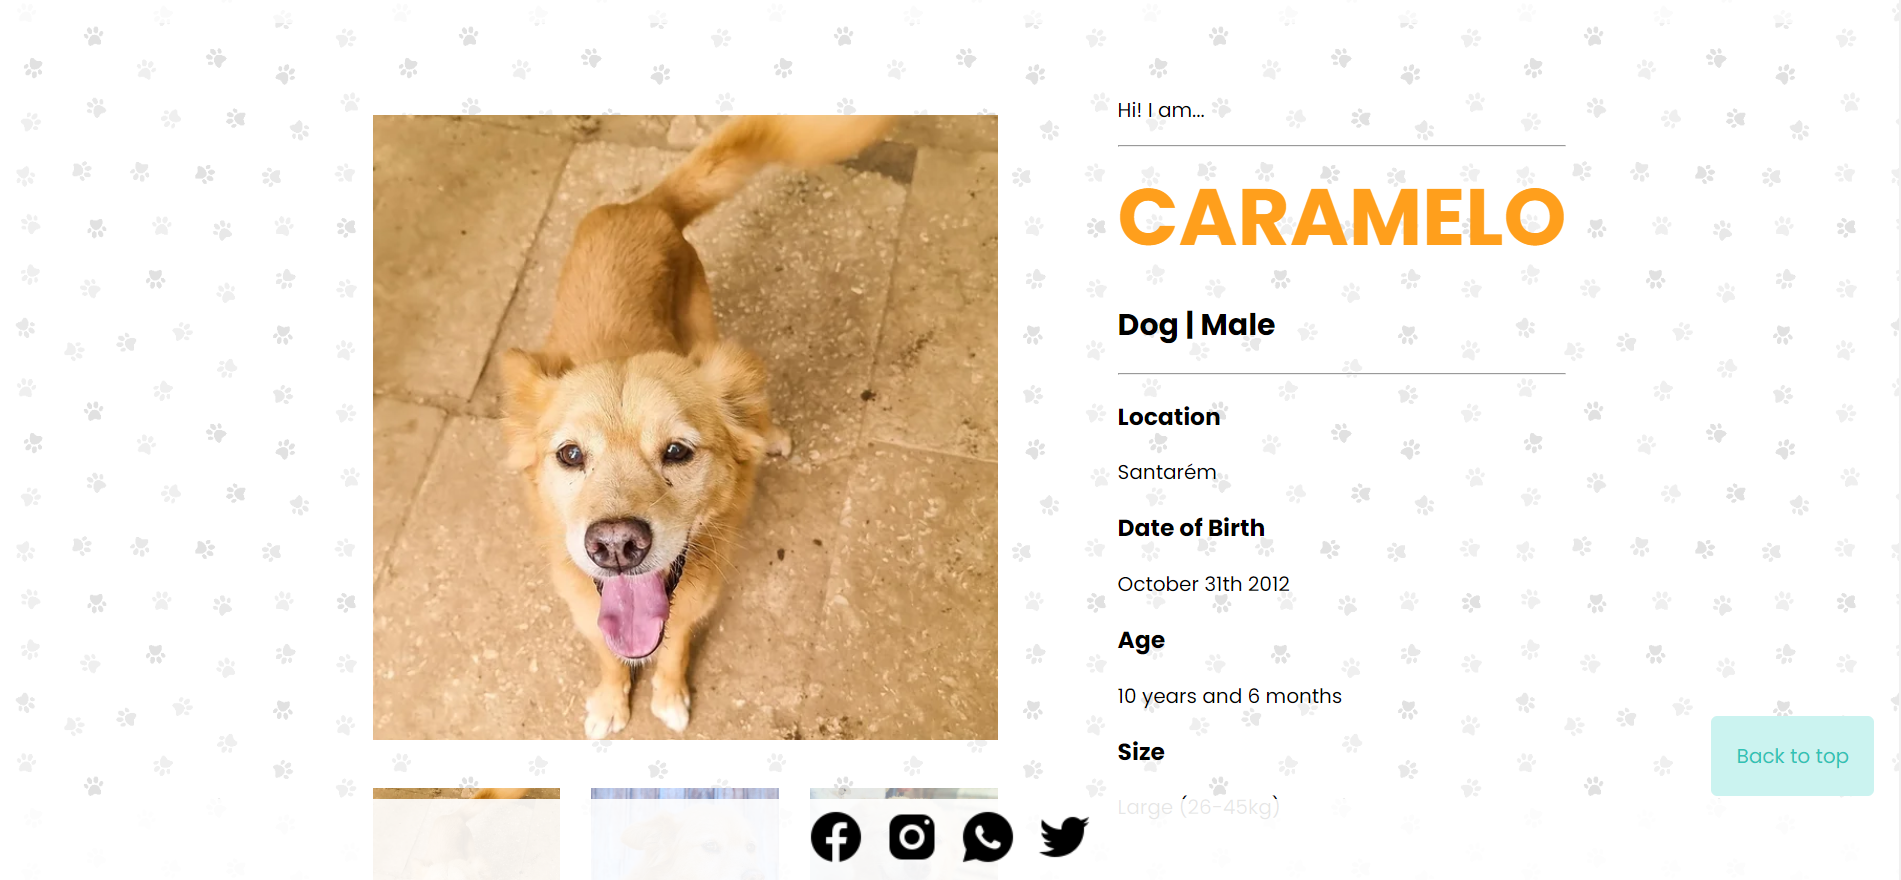 Hi! I am...
CARAMELO
Dog | Male
Location
Santarém
Date of Birth
October 31th 2012
Age
10 years and 6 months
Size
Large (26-45kg)
Back to top